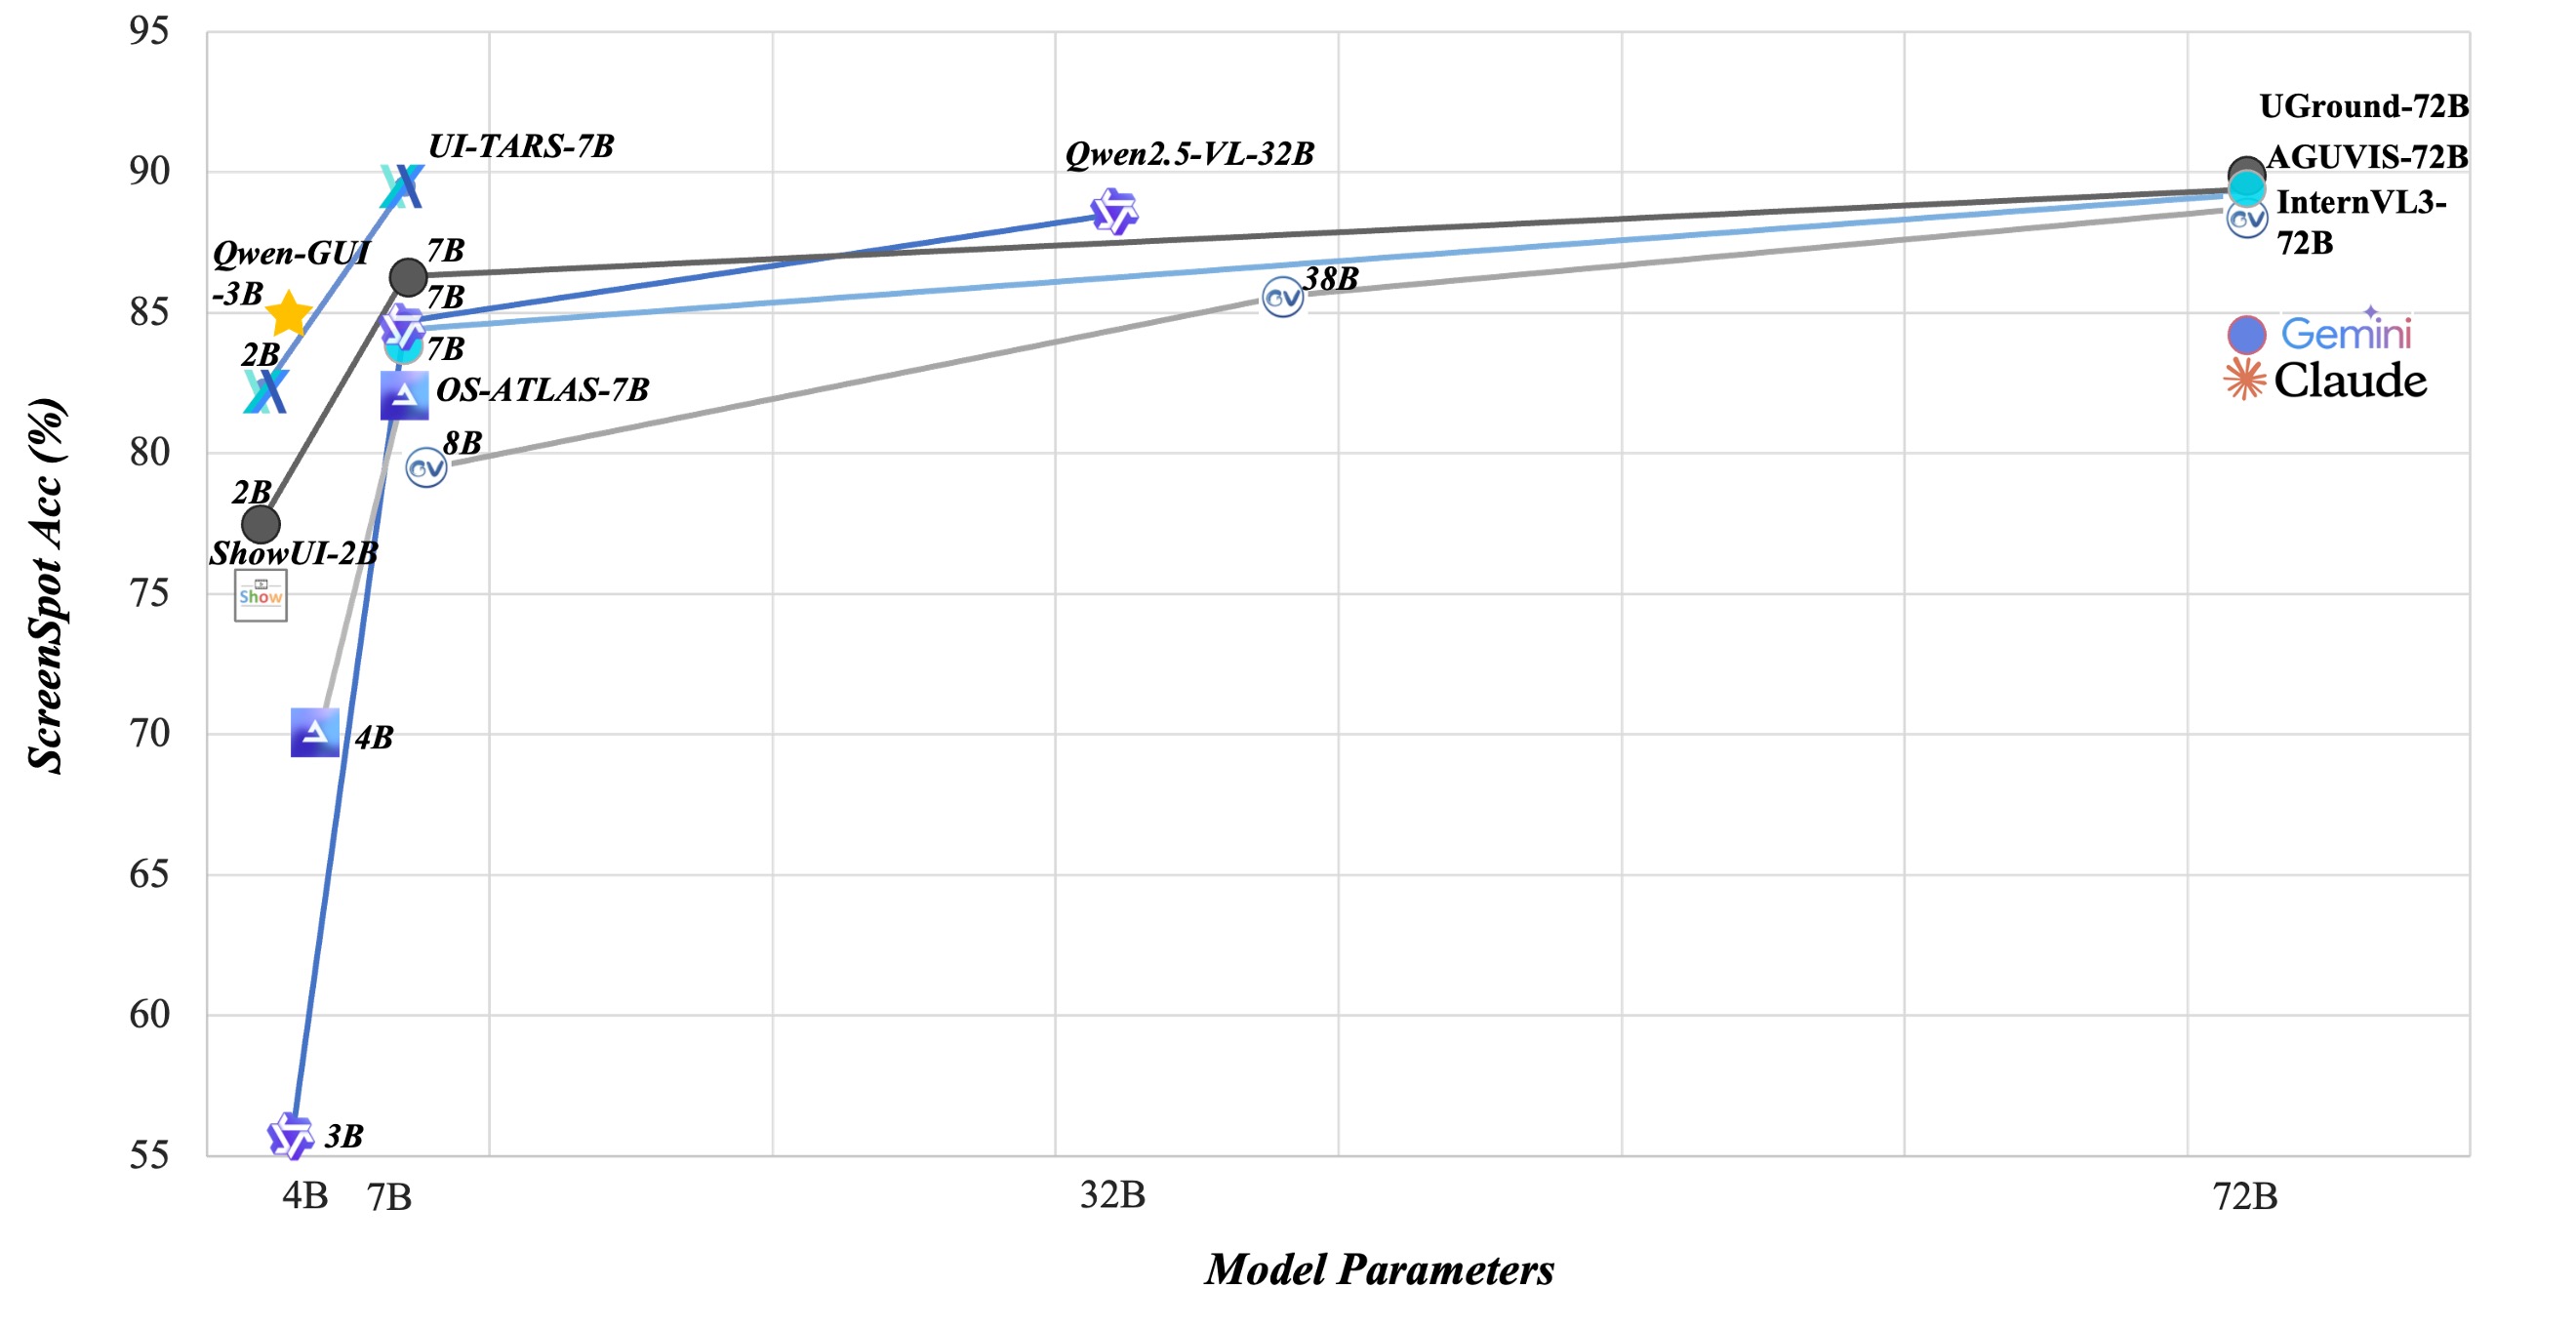 95
90
85
80
75
70
65
60
55
ScreenSpot Acc (%)
UI-TARS-7B
Qwen-GUI
-3B
2B
7B
7B
7B
OS-ATLAS-7B
8B
2B
ShowUI-2B
Show
4B
3B
Qwen2.5-VL-32B
38B
UGround-72B
AGUVIS-72B
InternVL3-
72B
Gemini
Claude
4B
7B
32B
72B
Model Parameters